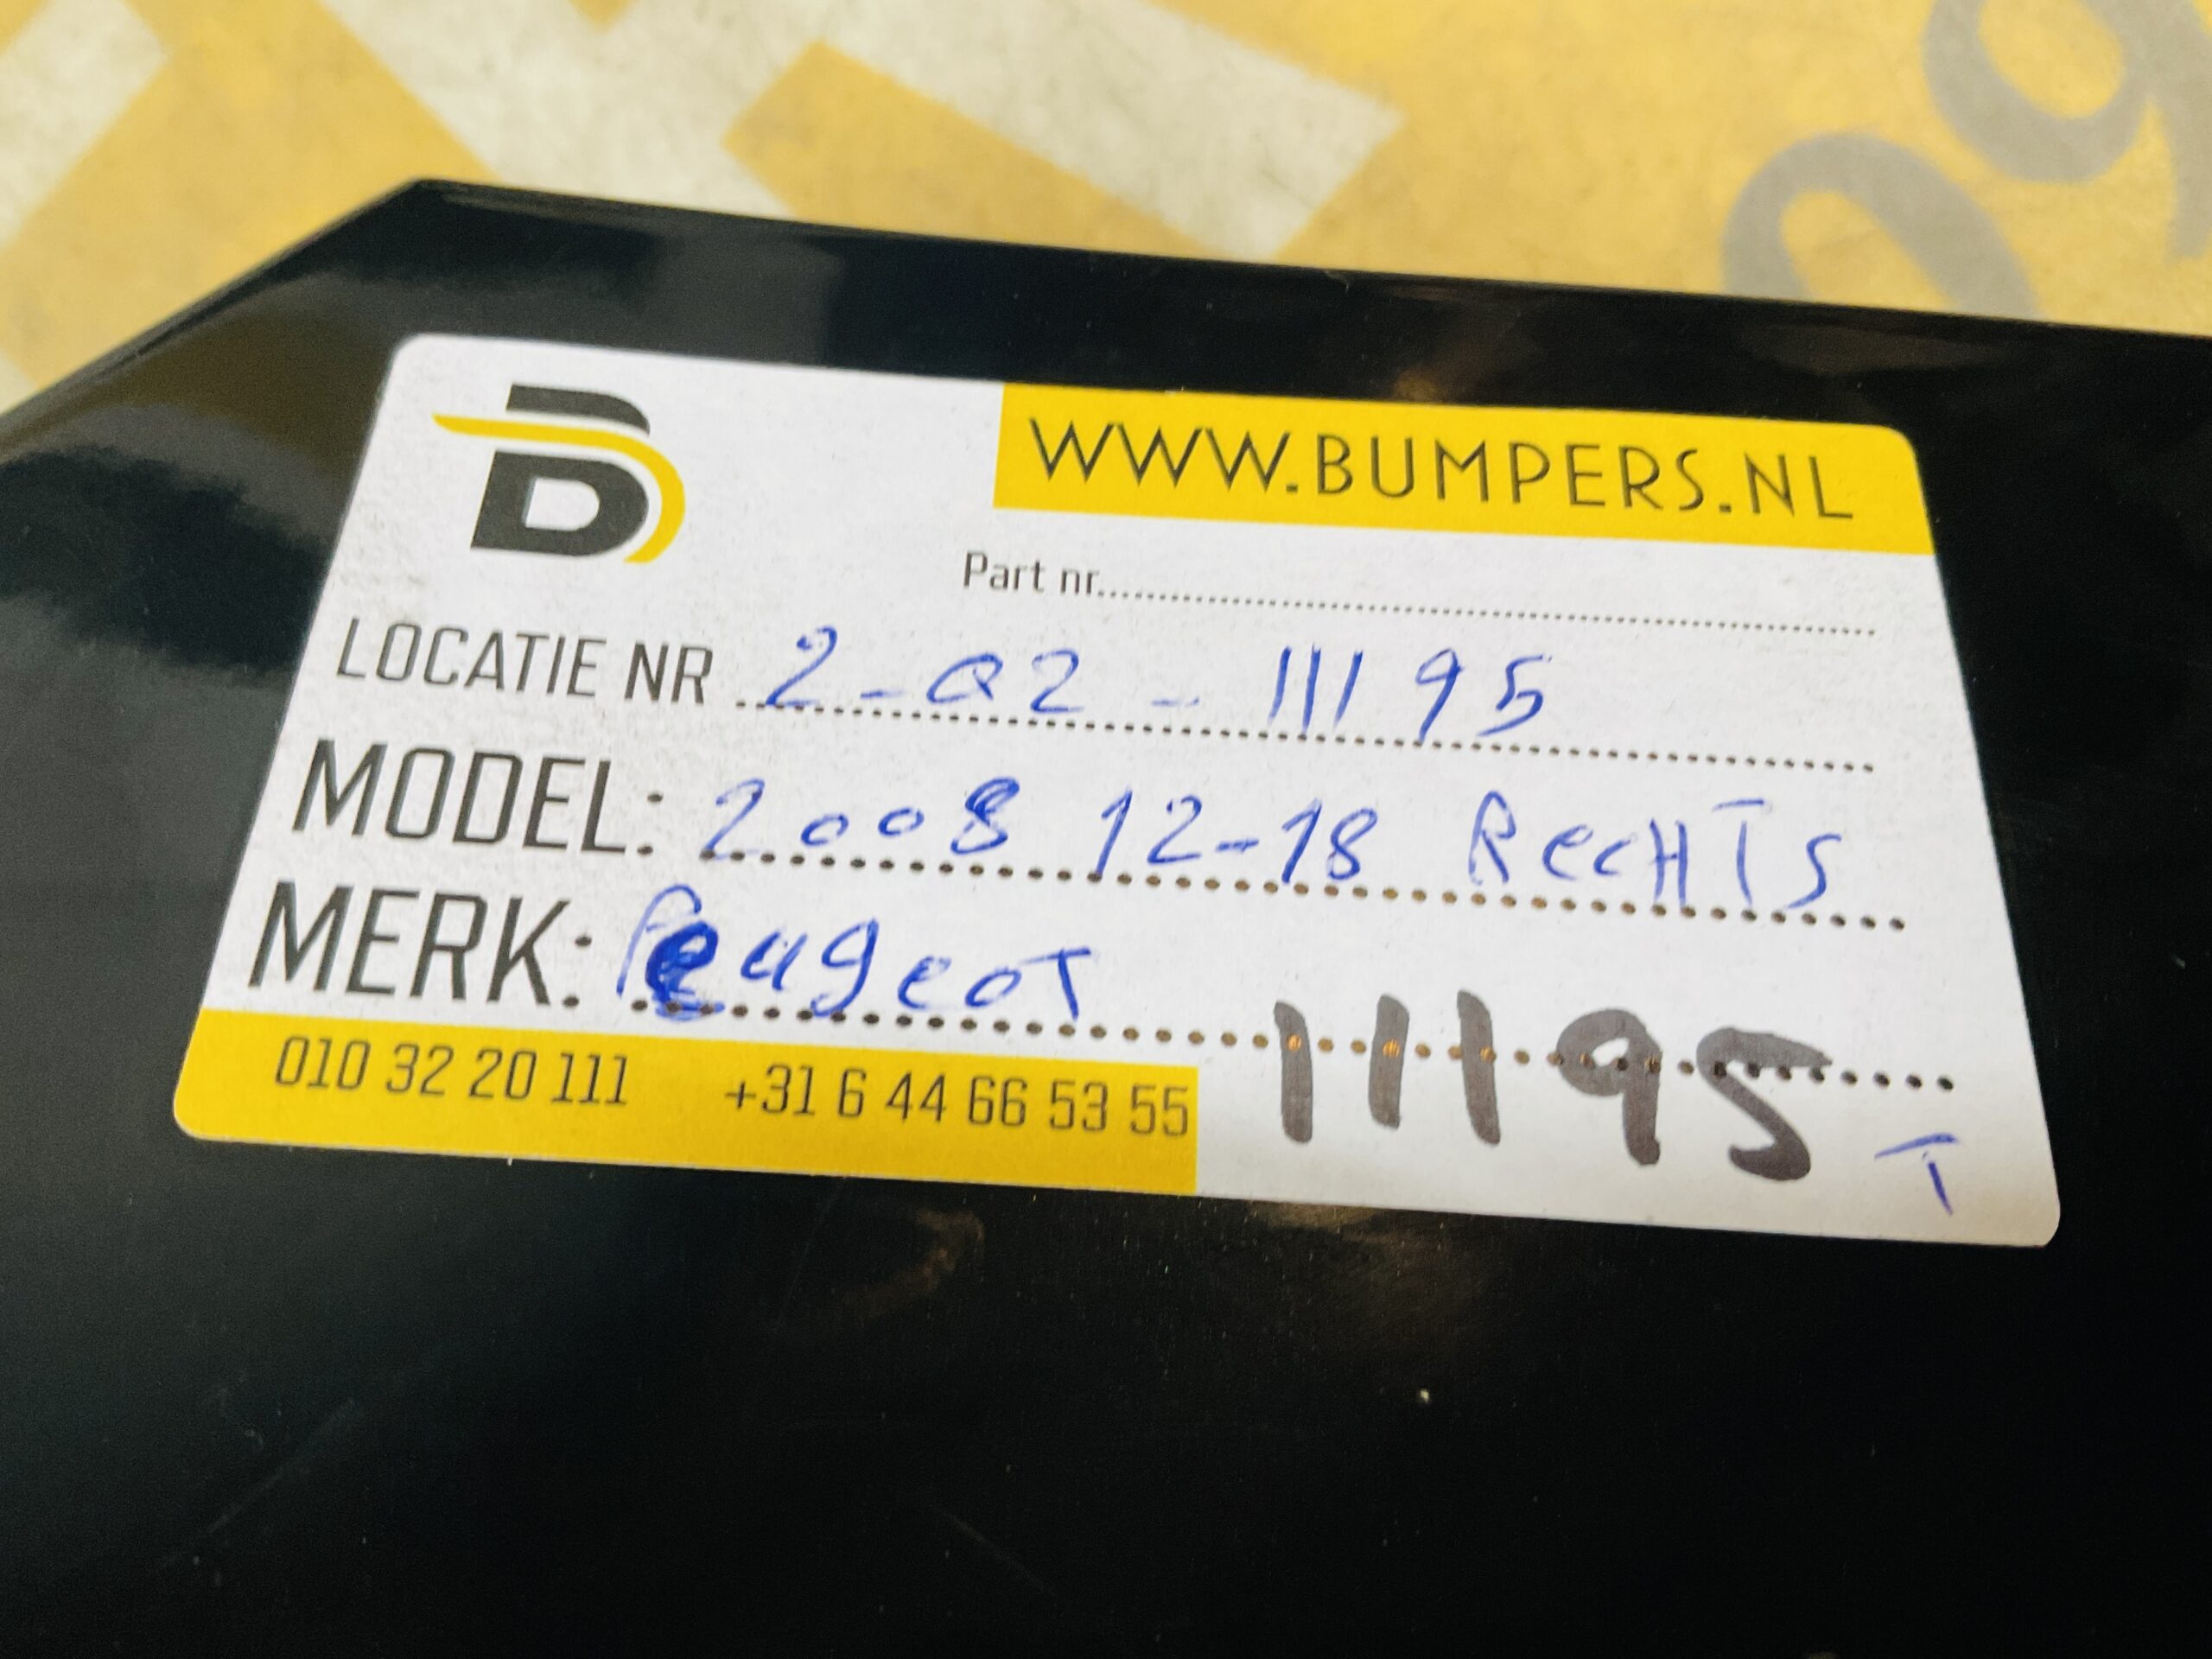 WWW.BUMPERS.NL
Part nr.
LOCATIE NR 2-02-11195
MODEL: 2008 12-18 RecHTS
MERK: PeugeoT
11195
T
010 32 20 111 +31 6 44 66 53 55